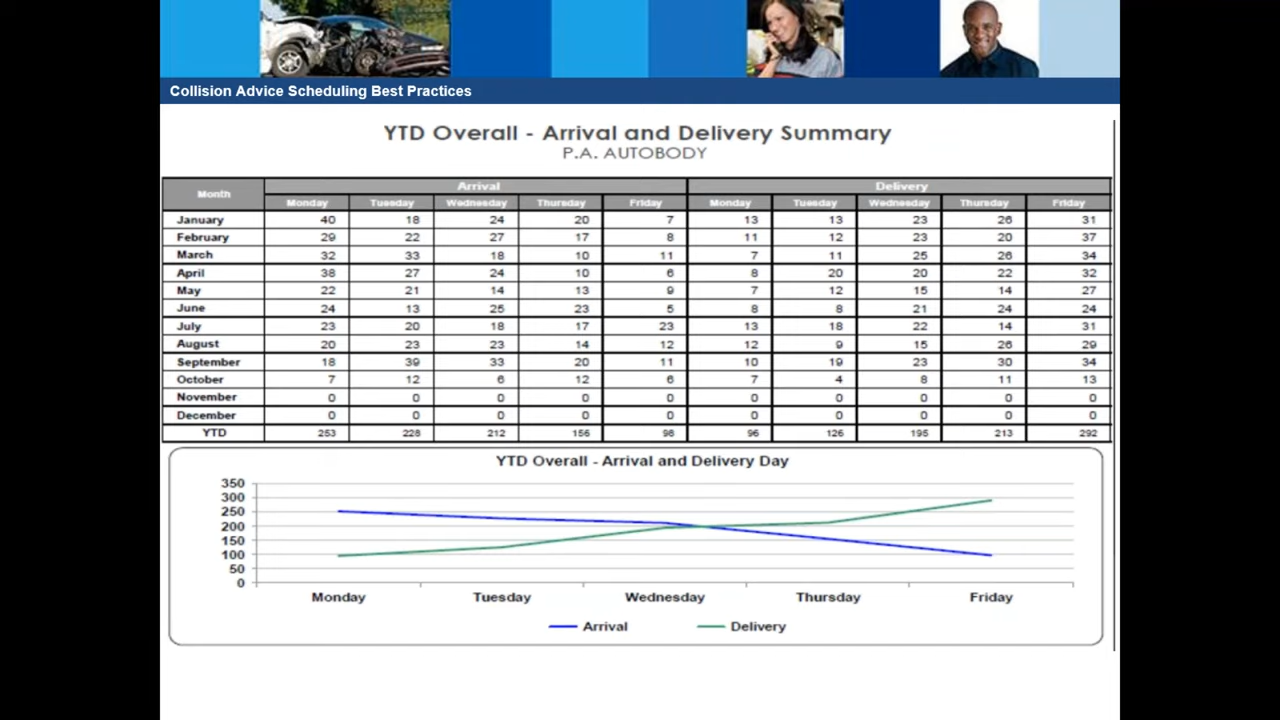 Collision Advice Scheduling Best Practices
YTD Overall - Arrival and Delivery Summary
P.A. AUTOBODY
Month Arrival Delivery
Monday Tuesday Wednesday Thursday Friday Monday Tuesday Wednesday Thursday Friday
January 40 18 24 20 7 13 13 23 26 31
February 29 22 27 17 8 11 12 23 20 37
March 32 33 18 10 11 7 11 25 26 34
April 38 27 24 10 6 8 20 20 22 32
May 22 21 14 13 9 7 12 15 14 27
June 24 13 25 23 5 8 8 21 24 24
July 23 20 18 17 23 13 18 22 14 31
August 20 23 23 14 12 12 9 15 26 29
September 18 39 33 20 11 10 19 23 30 34
October 7 12 6 12 6 7 4 8 11 13
November 0 0 0 0 0 0 0 0 0 0
December 0 0 0 0 0 0 0 0 0 0
YTD 253 228 212 156 98 96 126 195 213 292
YTD Overall - Arrival and Delivery Day
350
300
250
200
150
100
50
0
Monday Tuesday Wednesday Thursday Friday
Arrival Delivery